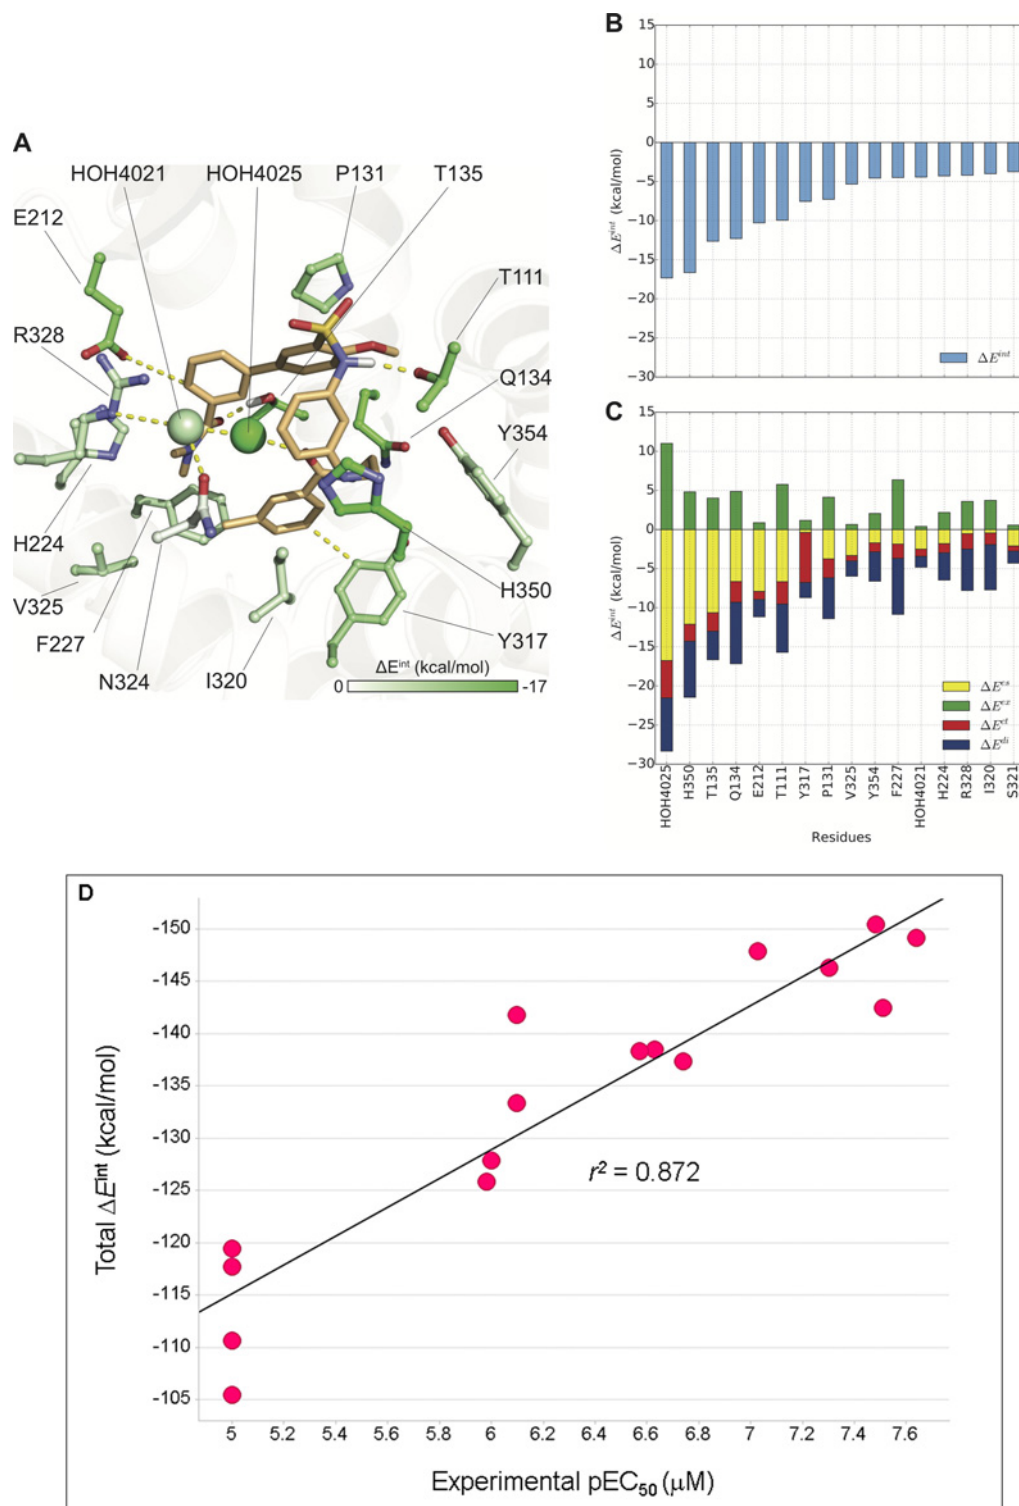 A
HOH4021 HOH4025 P131 T135
E212
T111
R328
Q134
Y354
H224
V325
H350
F227
Y317
N324 I320
ΔE^int (kcal/mol)
0 -17
B
15
10
5
0
−5
−10
−15
−20
−25
−30
ΔE^int (kcal/mol)
ΔE^int
C
15
10
5
0
−5
−10
−15
−20
−25
−30
ΔE^int (kcal/mol)
ΔE^es
ΔE^ex
ΔE^ct
ΔE^di
HOH4025 H350 T135 Q134 E212 T111 Y317 P131 V325 Y354 F227 HOH4021 H224 R328 I320 S321
Residues
D
-150
-145
-140
-135
-130
-125
-120
-115
-110
-105
Total ΔE^int (kcal/mol)
r² = 0.872
5 5.2 5.4 5.6 5.8 6 6.2 6.4 6.6 6.8 7 7.2 7.4 7.6
Experimental pEC₅₀ (μM)